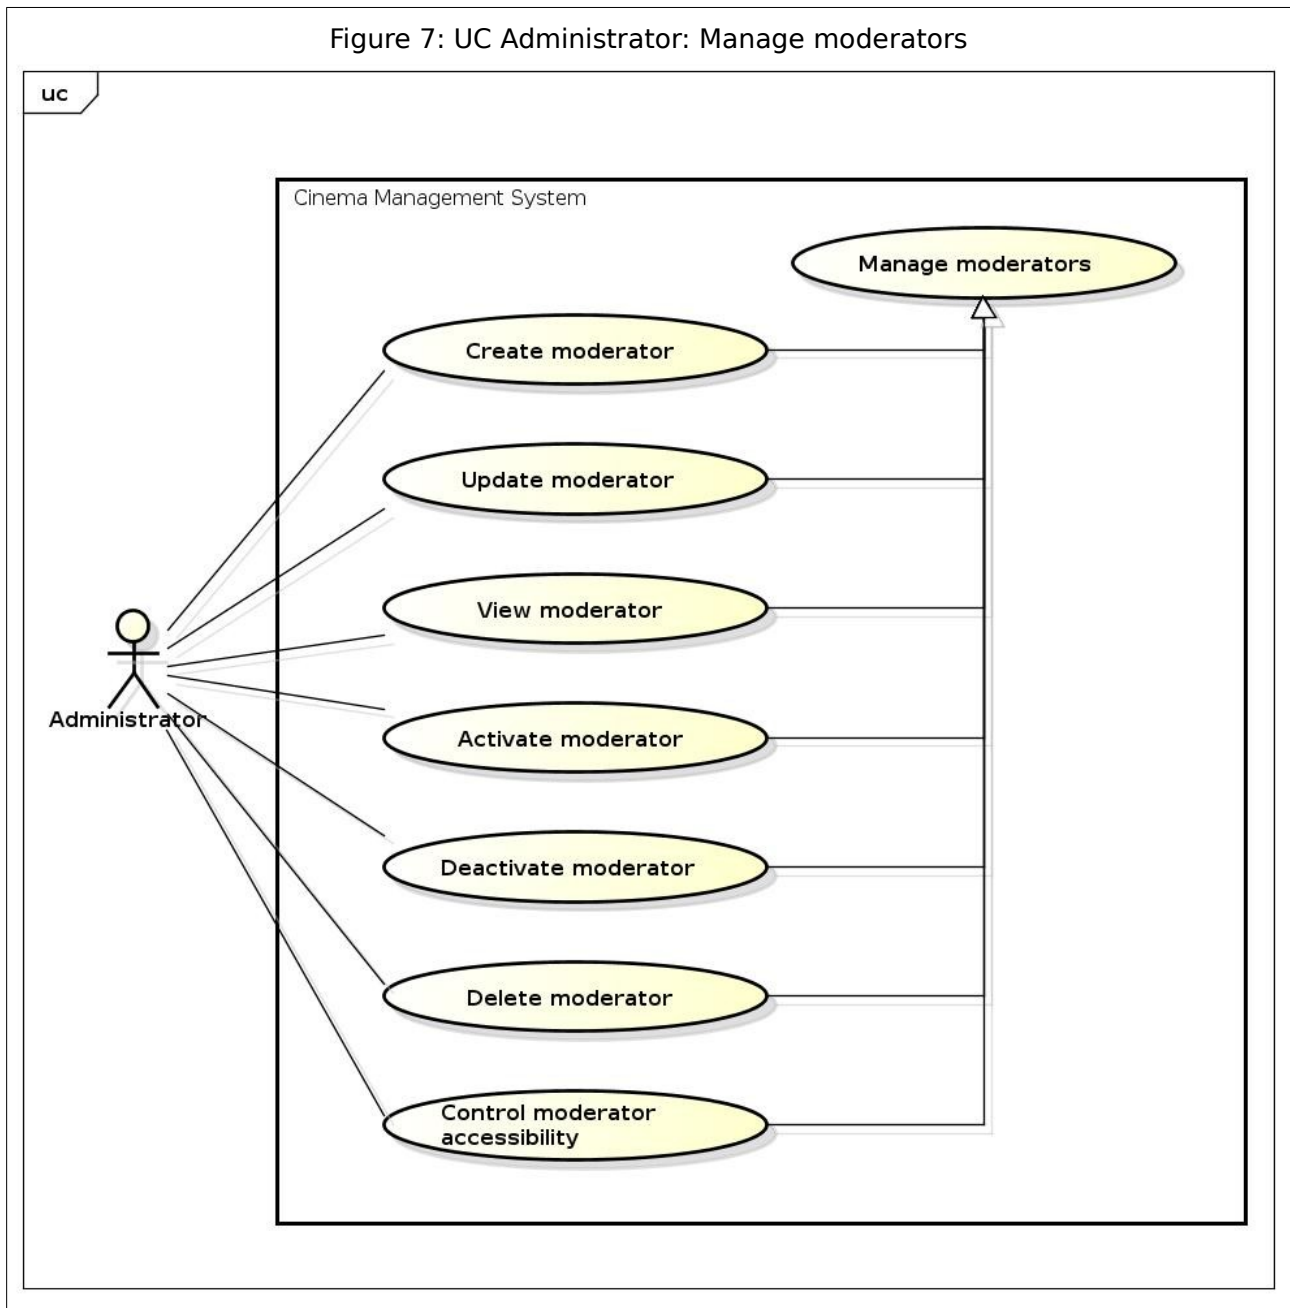 Figure 7: UC Administrator: Manage moderators
uc
Cinema Management System
Manage moderators
Create moderator
Update moderator
View moderator
Administrator
Activate moderator
Deactivate moderator
Delete moderator
Control moderator
accessibility